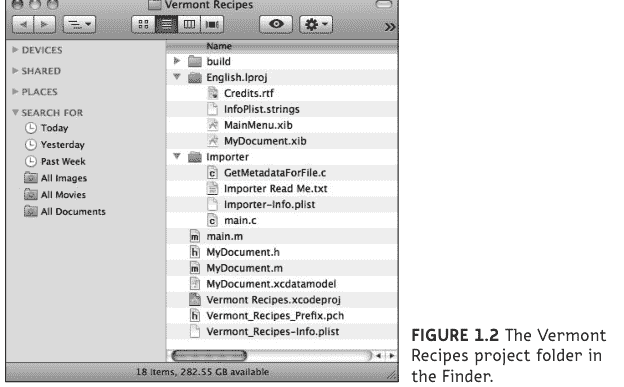 Vermont Recipes
DEVICES
SHARED
PLACES
SEARCH FOR
Today
Yesterday
Past Week
All Images
All Movies
All Documents
Name
build
English.lproj
Credits.rtf
InfoPlist.strings
MainMenu.xib
MyDocument.xib
Importer
GetMetadataForFile.c
Importer Read Me.txt
Importer-Info.plist
main.c
main.m
MyDocument.h
MyDocument.m
MyDocument.xcdatamodel
Vermont Recipes.xcodeproj
Vermont_Recipes_Prefix.pch
Vermont_Recipes-Info.plist
18 items, 282.55 GB available
FIGURE 1.2 The Vermont
Recipes project folder in
the Finder.